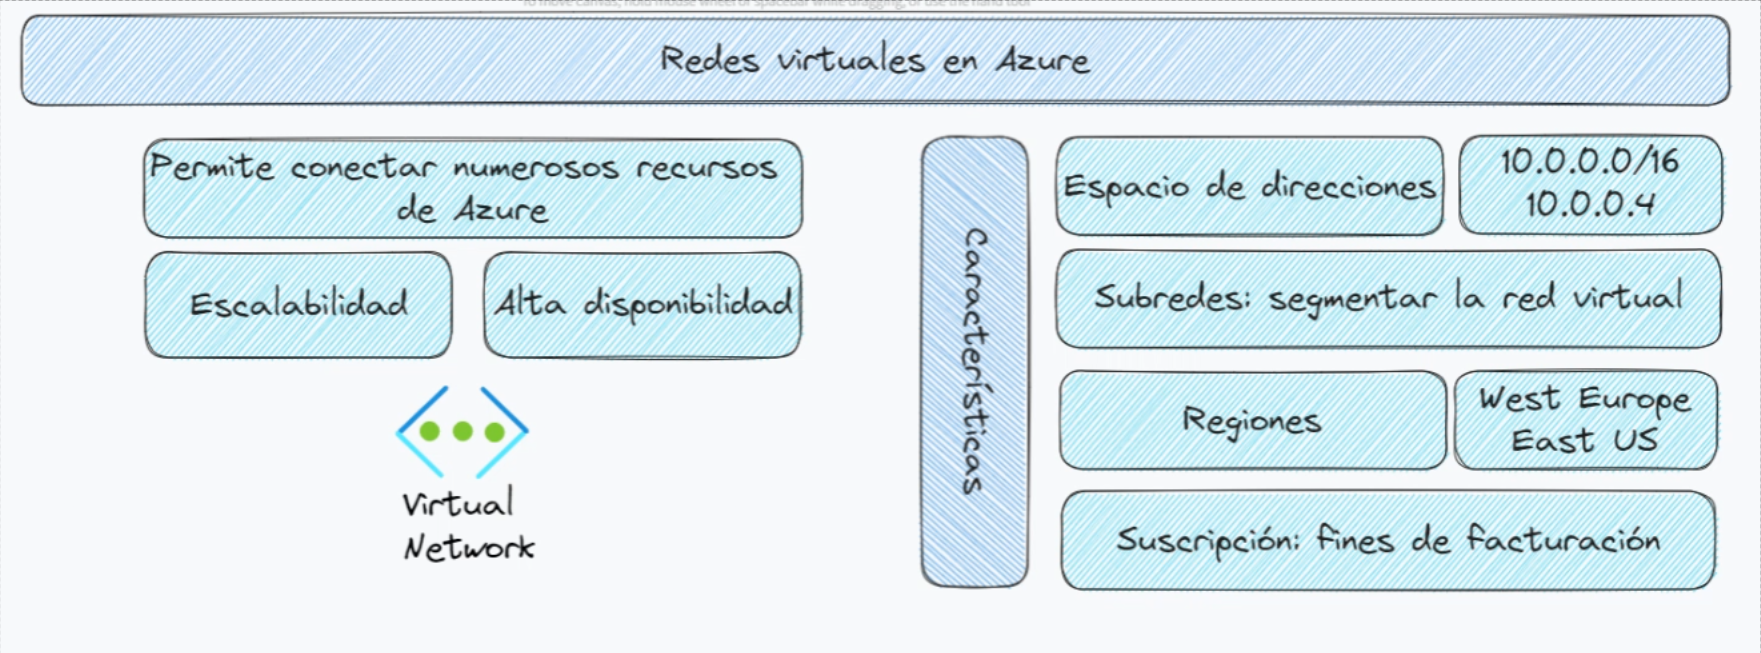 Redes virtuales en Azure
Permite conectar numerosos recursos
de Azure
Escalabilidad
Alta disponibilidad
Virtual
Network
Características
Espacio de direcciones
10.0.0.0/16
10.0.0.4
Subredes: segmentar la red virtual
Regiones
West Europe
East US
Suscripción: fines de facturación